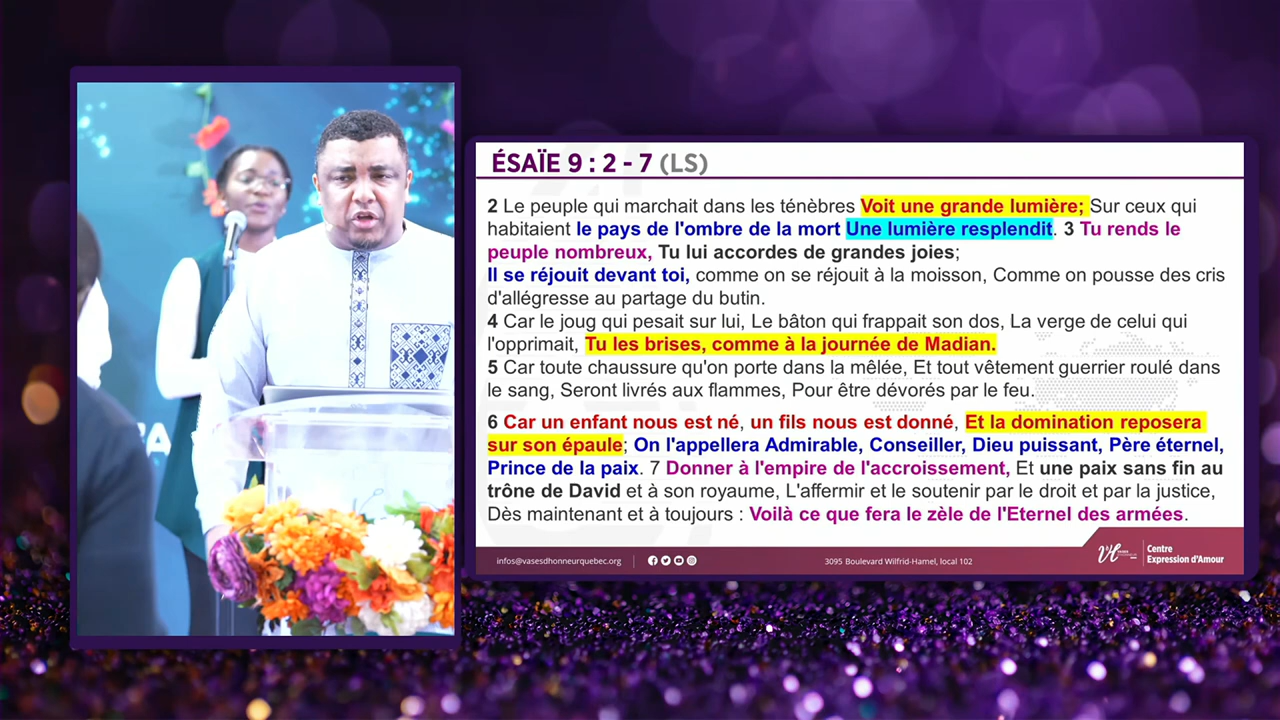 ÉSAÏE 9 : 2 - 7 (LS)
2 Le peuple qui marchait dans les ténèbres Voit une grande lumière; Sur ceux qui
habitaient le pays de l'ombre de la mort Une lumière resplendit. 3 Tu rends le
peuple nombreux, Tu lui accordes de grandes joies;
Il se réjouit devant toi, comme on se réjouit à la moisson, Comme on pousse des cris
d'allégresse au partage du butin.
4 Car le joug qui pesait sur lui, Le bâton qui frappait son dos, La verge de celui qui
l'opprimait, Tu les brises, comme à la journée de Madian.
5 Car toute chaussure qu'on porte dans la mêlée, Et tout vêtement guerrier roulé dans
le sang, Seront livrés aux flammes, Pour être dévorés par le feu.
6 Car un enfant nous est né, un fils nous est donné, Et la domination reposera
sur son épaule; On l'appellera Admirable, Conseiller, Dieu puissant, Père éternel,
Prince de la paix. 7 Donner à l'empire de l'accroissement, Et une paix sans fin au
trône de David et à son royaume, L'affermir et le soutenir par le droit et par la justice,
Dès maintenant et à toujours : Voilà ce que fera le zèle de l'Eternel des armées.
infos@vasesdhonneurquebec.org
3095 Boulevard Wilfrid-Hamel, local 102
VH
Centre
Expression d'Amour